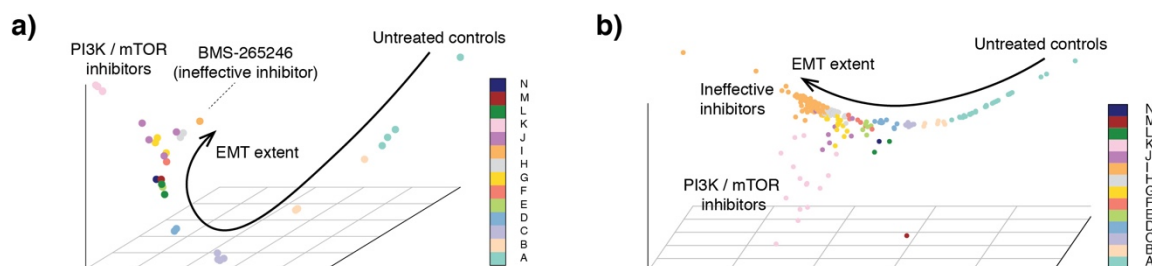 a)
PI3K / mTOR
inhibitors
BMS-265246
(ineffective inhibitor)
Untreated controls
EMT extent
N
M
L
K
J
I
H
G
F
E
D
C
B
A
b)
Untreated controls
EMT extent
Ineffective
inhibitors
PI3K / mTOR
inhibitors
N
M
L
K
J
I
H
G
F
E
D
C
B
A